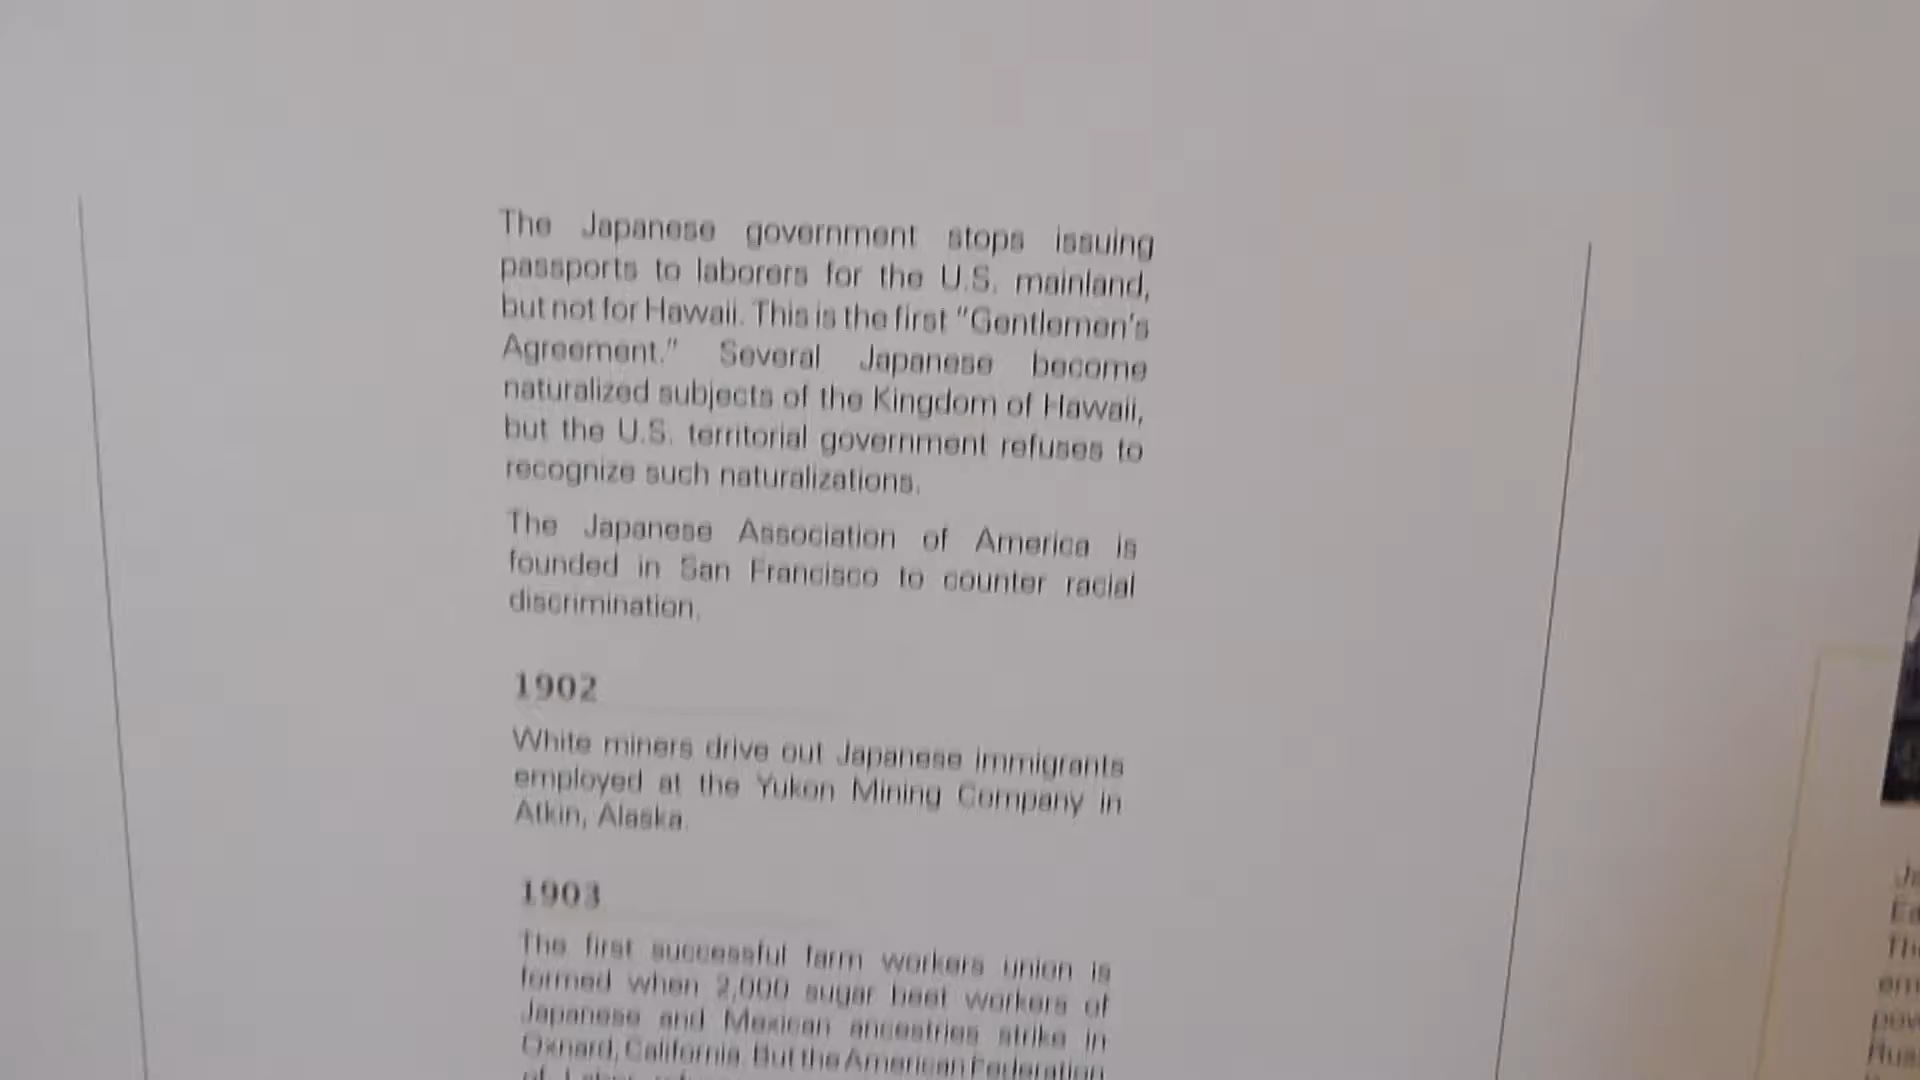 The Japanese government stops issuing
passports to laborers for the U.S. mainland,
but not for Hawaii. This is the first "Gentlemen's
Agreement." Several Japanese become
naturalized subjects of the Kingdom of Hawaii,
but the U.S. territorial government refuses to
recognize such naturalizations.
The Japanese Association of America is
founded in San Francisco to counter racial
discrimination.
1902
White miners drive out Japanese immigrants
employed at the Yukon Mining Company in
Atkin, Alaska.
1903
The first successful farm workers union is
formed when 2,000 sugar beet workers of
Japanese and Mexican ancestries strike in
Oxnard, California. But the American Federation
of Labor